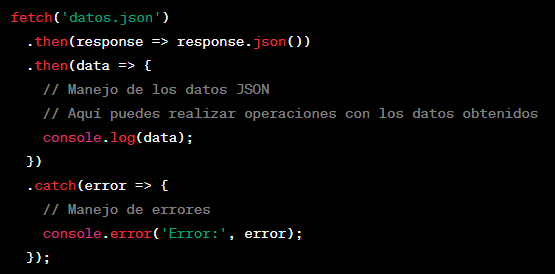 fetch('datos.json')
  .then(response => response.json())
  .then(data => {
    // Manejo de los datos JSON
    // Aquí puedes realizar operaciones con los datos obtenidos
    console.log(data);
  })
  .catch(error => {
    // Manejo de errores
    console.error('Error:', error);
  });